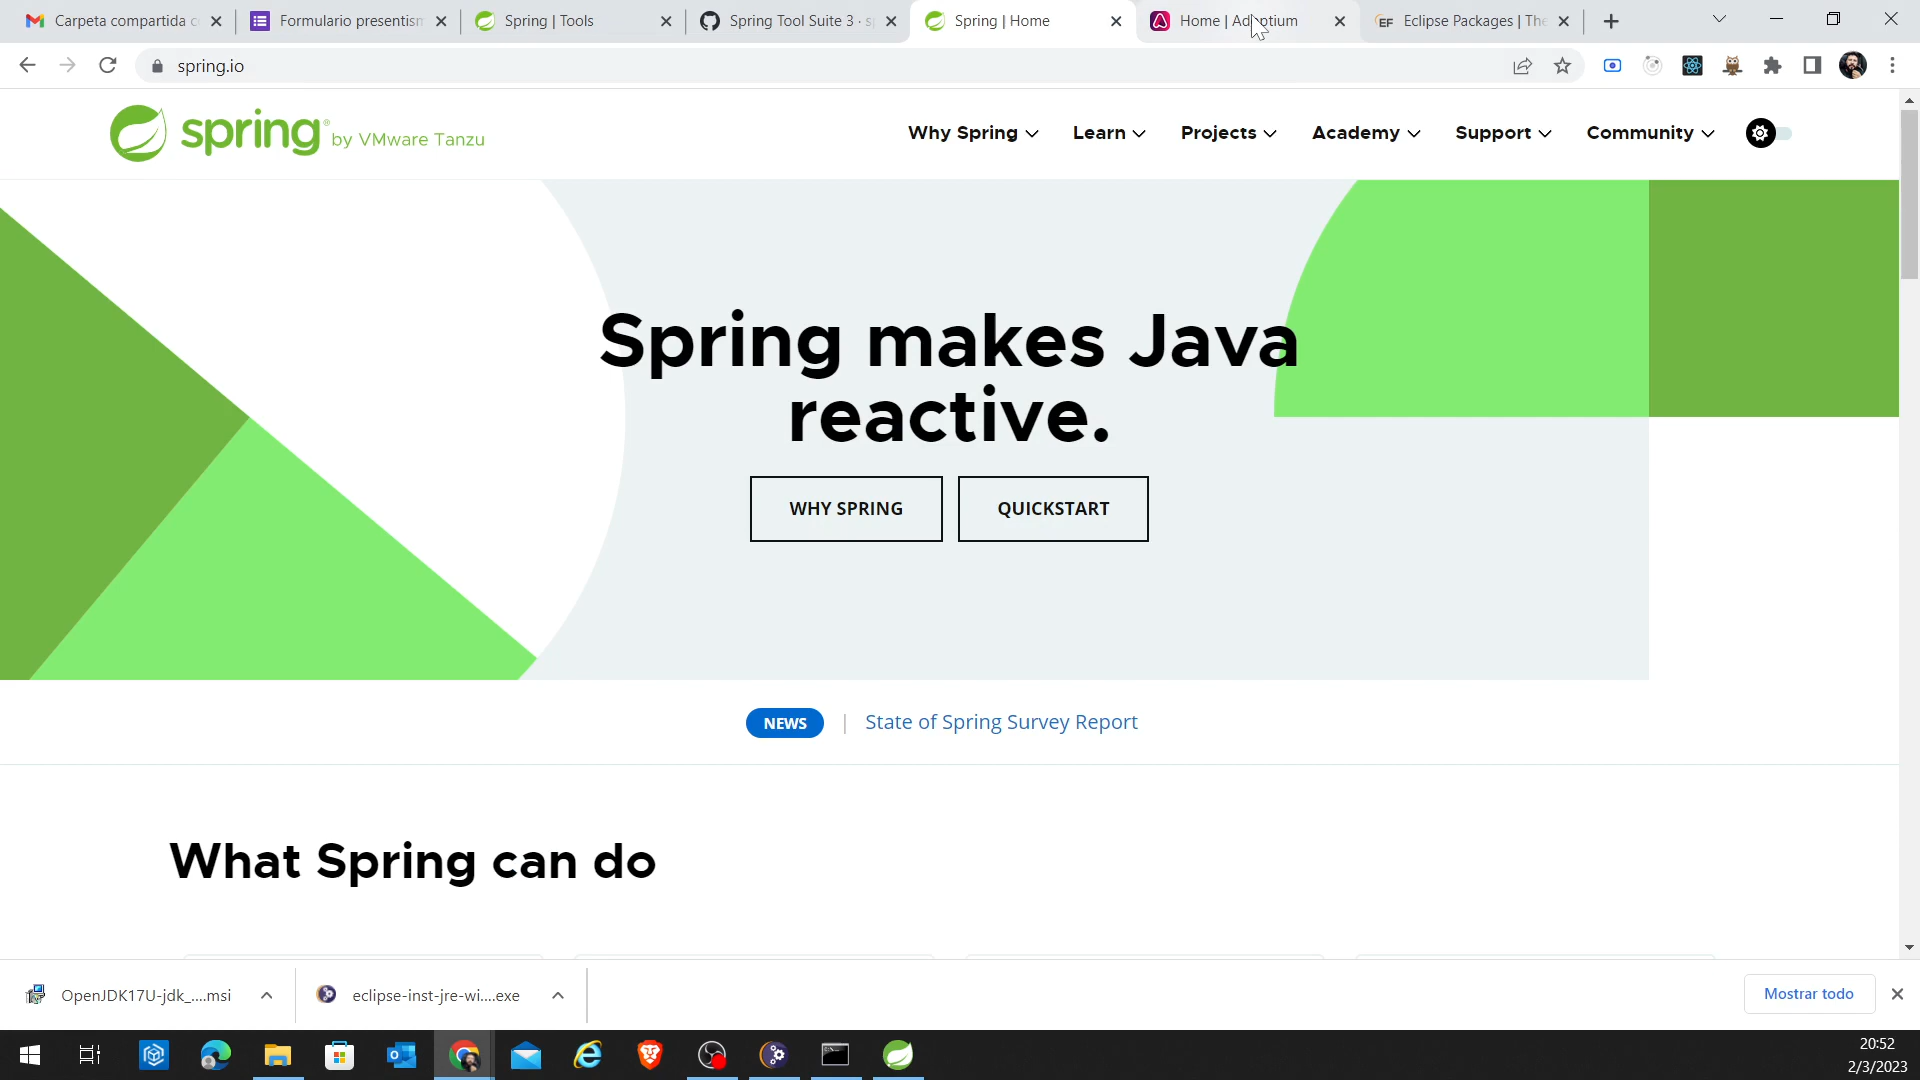 Carpeta compartida c
Formulario presentism
Spring | Tools
Spring Tool Suite 3 · s
Spring | Home
Home | Adoptium
EF Eclipse Packages | The
spring.io
spring® by VMware Tanzu
Why Spring
Learn
Projects
Academy
Support
Community
Spring makes Java
reactive.
WHY SPRING
QUICKSTART
NEWS | State of Spring Survey Report
What Spring can do
OpenJDK17U-jdk_....msi
eclipse-inst-jre-wi....exe
Mostrar todo
20:52
2/3/2023